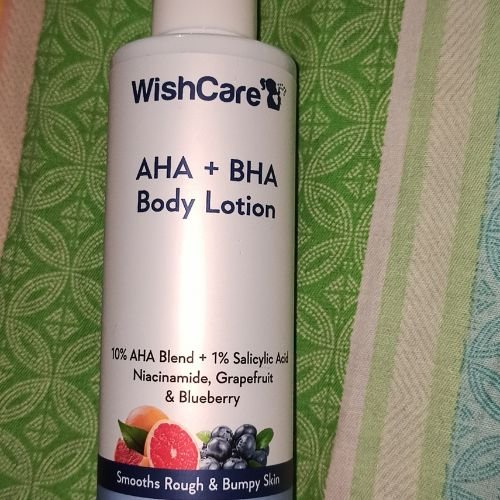 WishCare
AHA + BHA
Body Lotion
10% AHA Blend + 1% Salicylic Acid
Niacinamide, Grapefruit
& Blueberry
Smooths Rough & Bumpy Skin